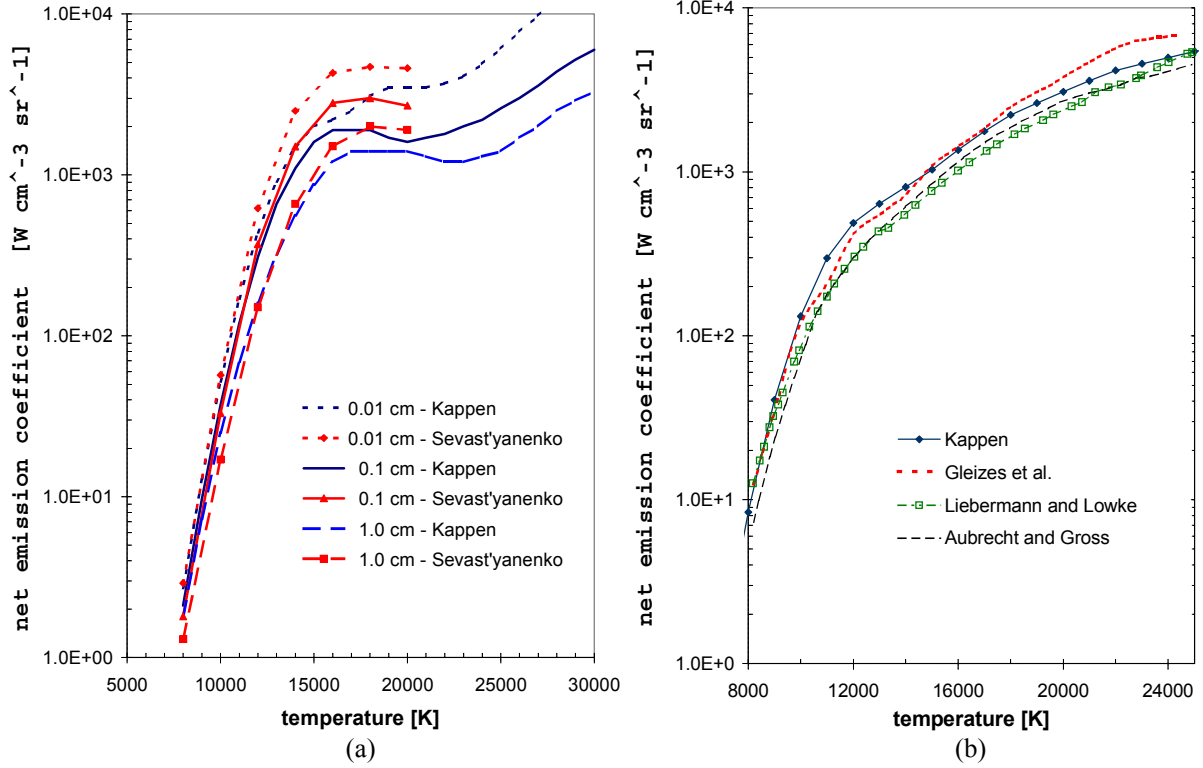 net emission coefficient [W cm^-3 sr^-1]
1.0E+04
1.0E+03
1.0E+02
1.0E+01
1.0E+00
5000 10000 15000 20000 25000 30000
temperature [K]
0.01 cm - Kappen
0.01 cm - Sevast'yanenko
0.1 cm - Kappen
0.1 cm - Sevast'yanenko
1.0 cm - Kappen
1.0 cm - Sevast'yanenko
(a)
net emission coefficient [W cm^-3 sr^-1]
1.0E+04
1.0E+03
1.0E+02
1.0E+01
1.0E+00
8000 12000 16000 20000 24000
temperature [K]
Kappen
Gleizes et al.
Liebermann and Lowke
Aubrecht and Gross
(b)